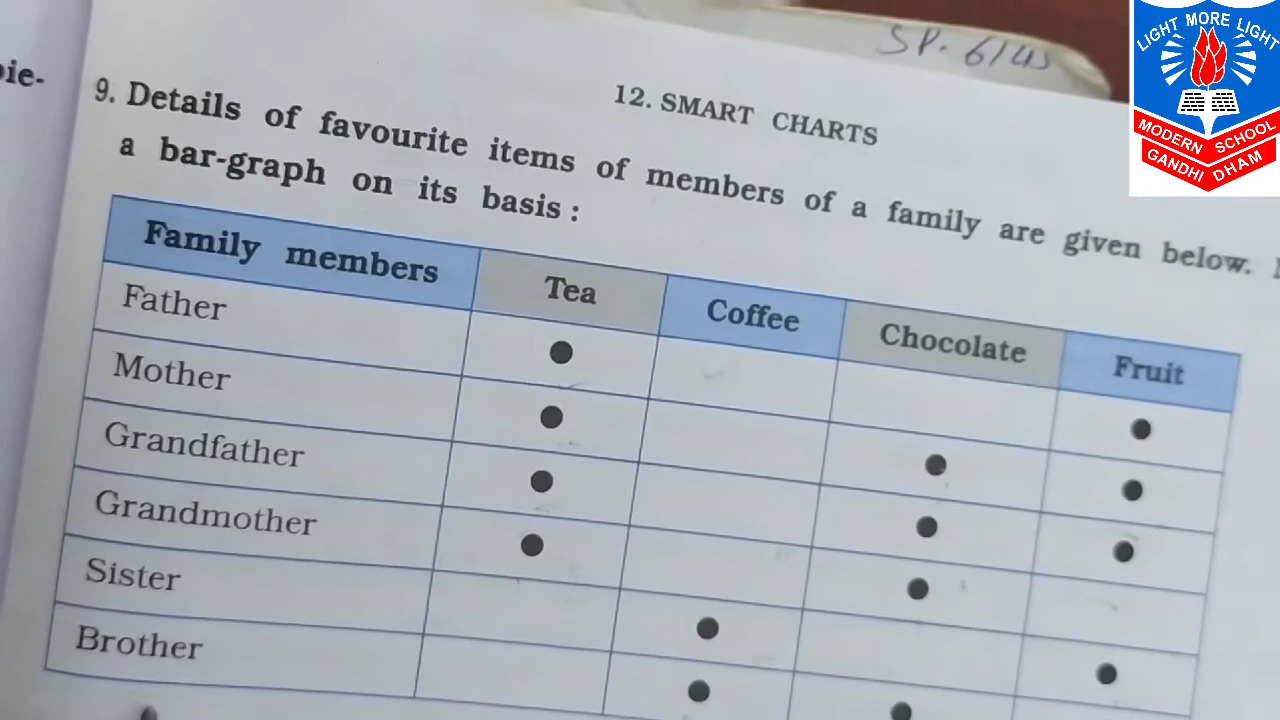 SP. 6/45
LIGHT MORE LIGHT
MODERN SCHOOL
GANDHI DHAM
12. SMART CHARTS
9. Details of favourite items of members of a family are given below.
a bar-graph on its basis :
Family members Tea Coffee Chocolate Fruit
Father
Mother
Grandfather
Grandmother
Sister
Brother